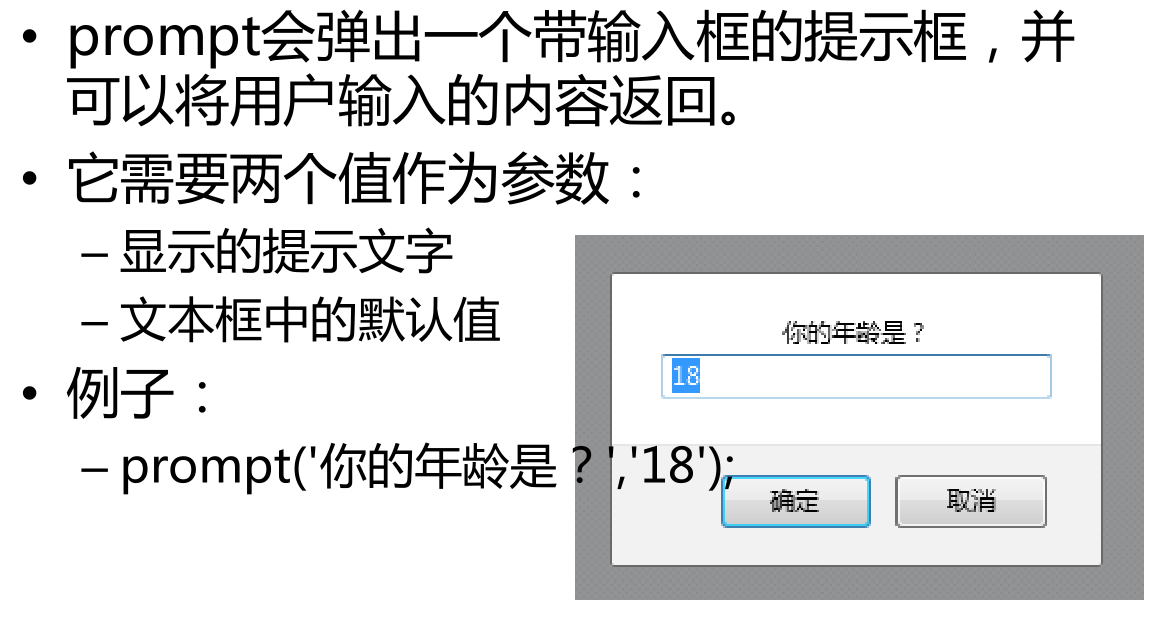 • prompt会弹出一个带输入框的提示框，并
可以将用户输入的内容返回。
• 它需要两个值作为参数：
– 显示的提示文字
– 文本框中的默认值
• 例子：
– prompt('你的年龄是？','18');
你的年龄是？
18
确定 取消